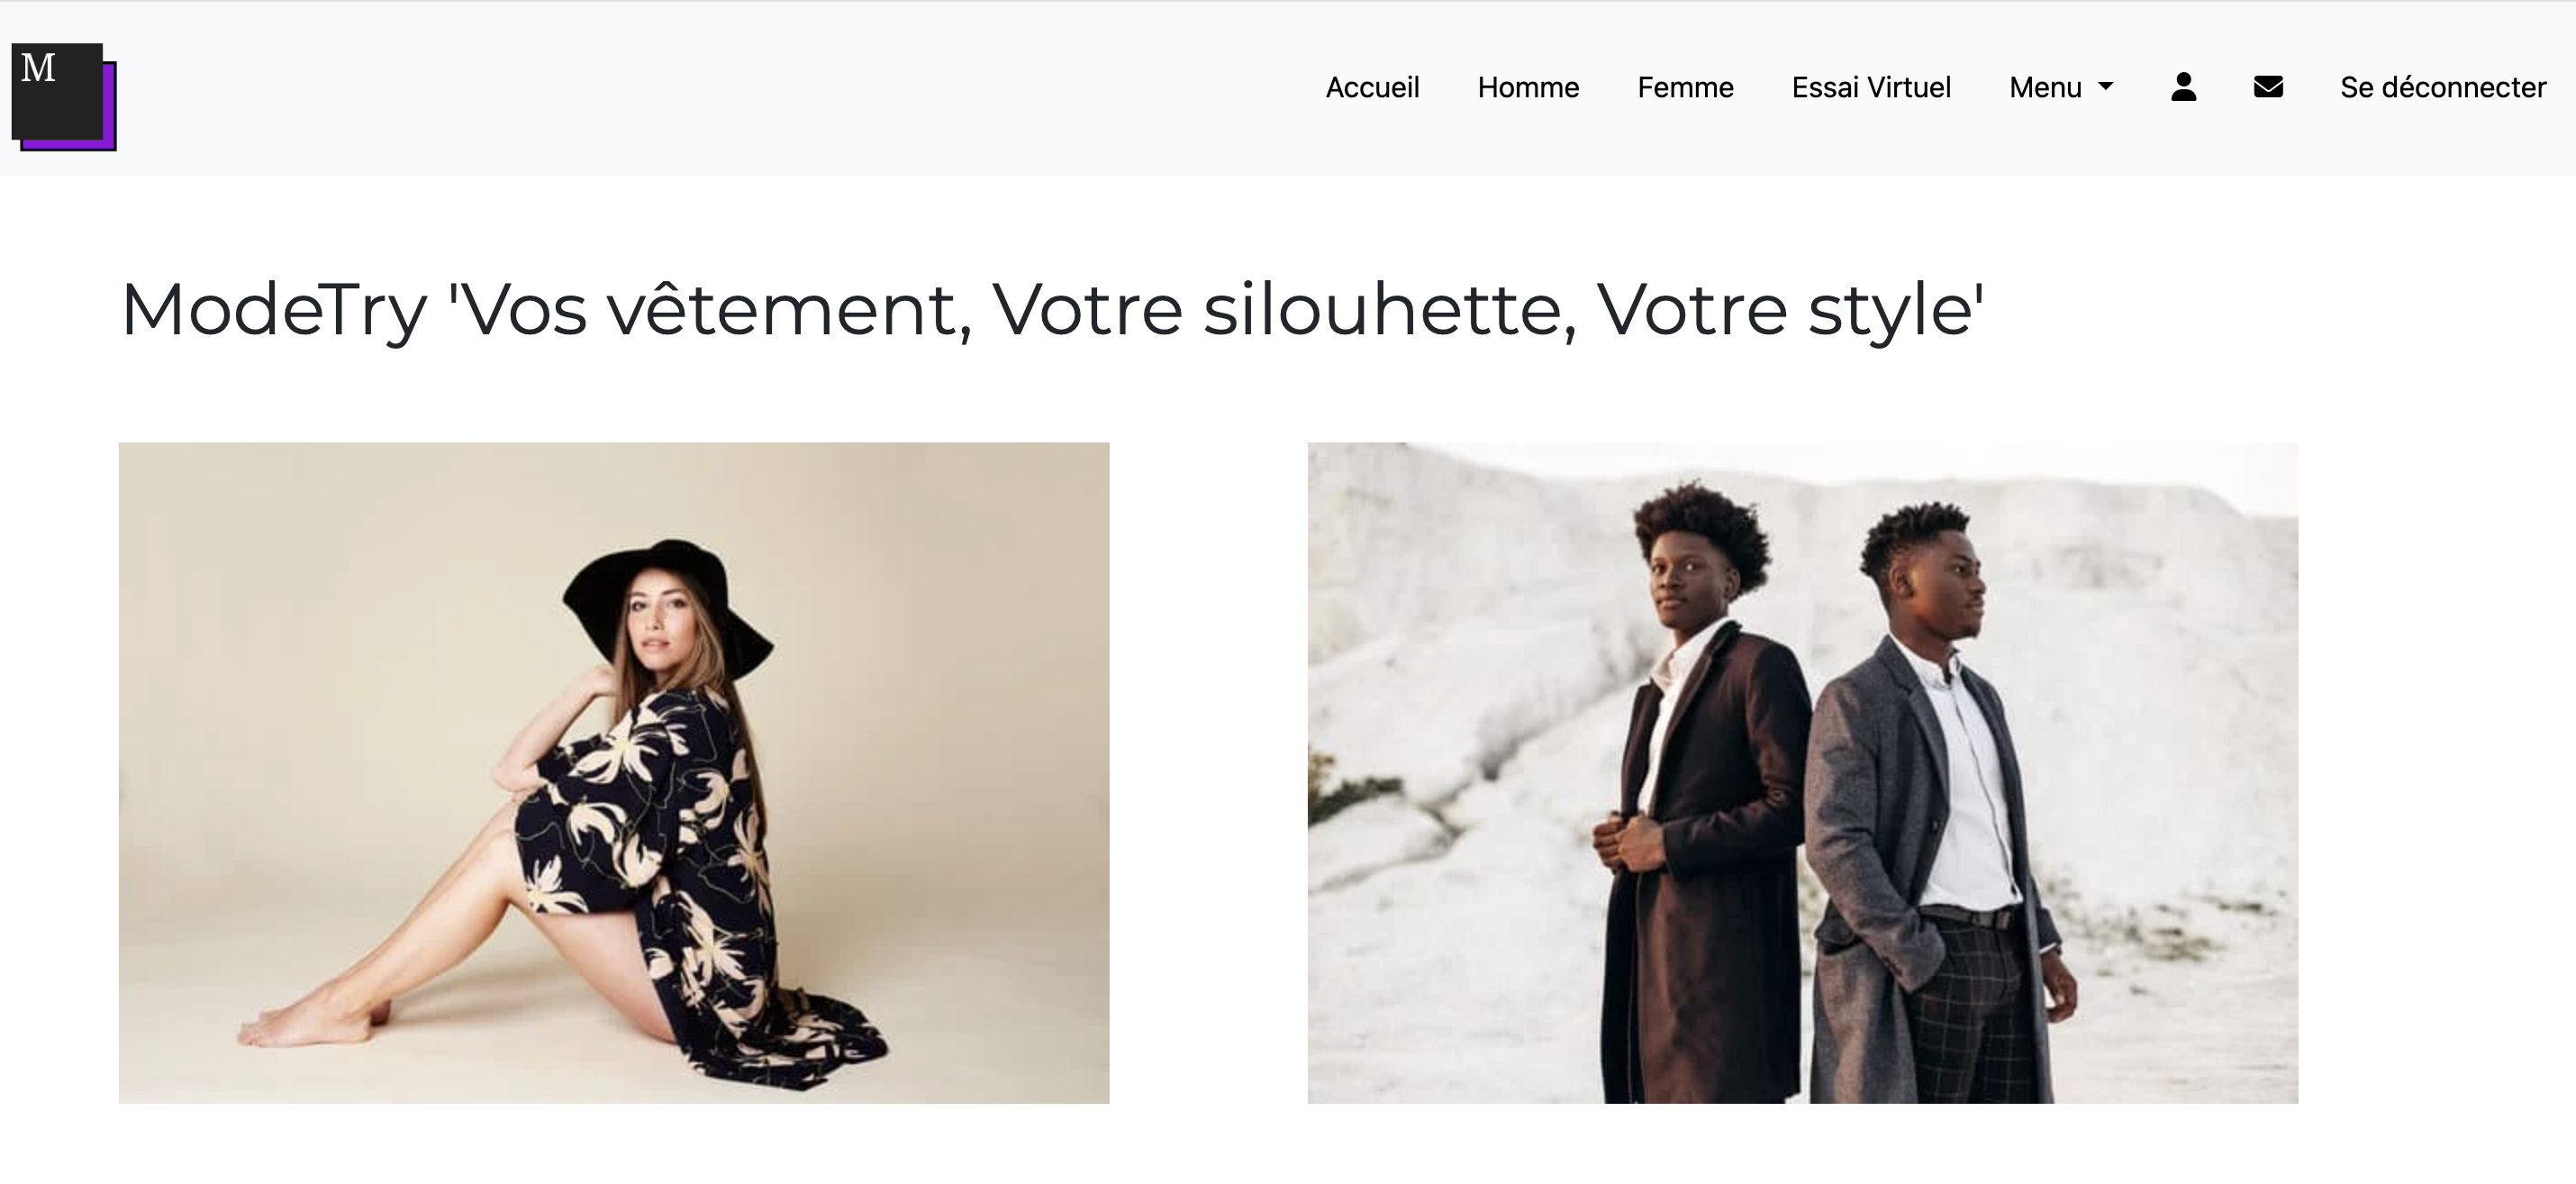 M
Accueil Homme Femme Essai Virtuel Menu Se déconnecter
ModeTry 'Vos vêtement, Votre silouhette, Votre style'